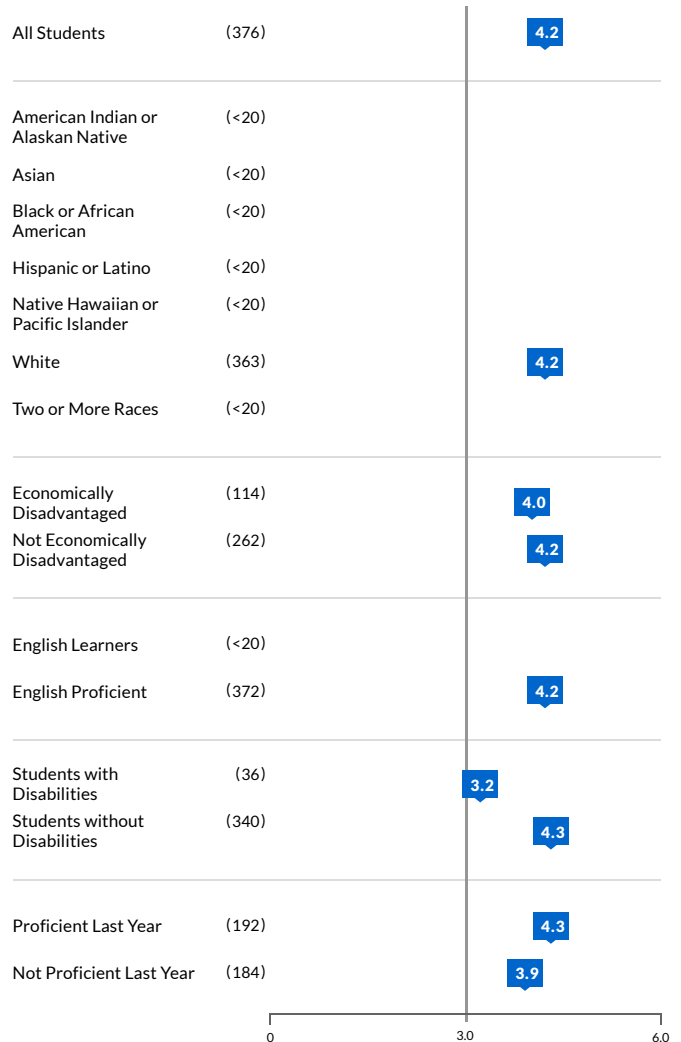 All Students (376) 4.2
American Indian or (<20)
Alaskan Native
Asian (<20)
Black or African (<20)
American
Hispanic or Latino (<20)
Native Hawaiian or (<20)
Pacific Islander
White (363) 4.2
Two or More Races (<20)
Economically (114) 4.0
Disadvantaged
Not Economically (262) 4.2
Disadvantaged
English Learners (<20)
English Proficient (372) 4.2
Students with (36) 3.2
Disabilities
Students without (340) 4.3
Disabilities
Proficient Last Year (192) 4.3
Not Proficient Last Year (184) 3.9
0 3.0 6.0